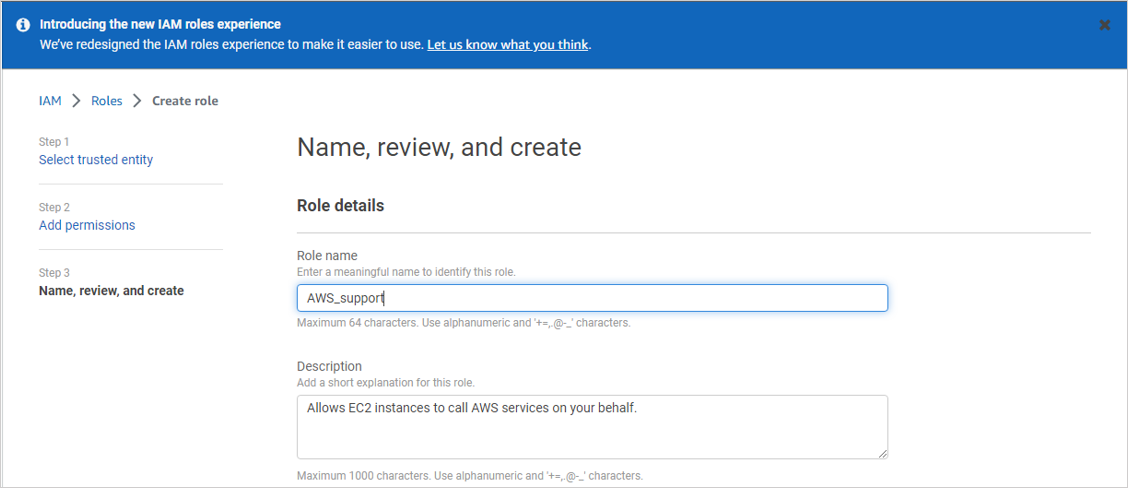 Introducing the new IAM roles experience
We've redesigned the IAM roles experience to make it easier to use. Let us know what you think.
IAM > Roles > Create role
Step 1
Select trusted entity
Step 2
Add permissions
Step 3
Name, review, and create
Name, review, and create
Role details
Role name
Enter a meaningful name to identify this role.
AWS_support
Maximum 64 characters. Use alphanumeric and '+=,.@-_' characters.
Description
Add a short explanation for this role.
Allows EC2 instances to call AWS services on your behalf.
Maximum 1000 characters. Use alphanumeric and '+=,.@-_' characters.